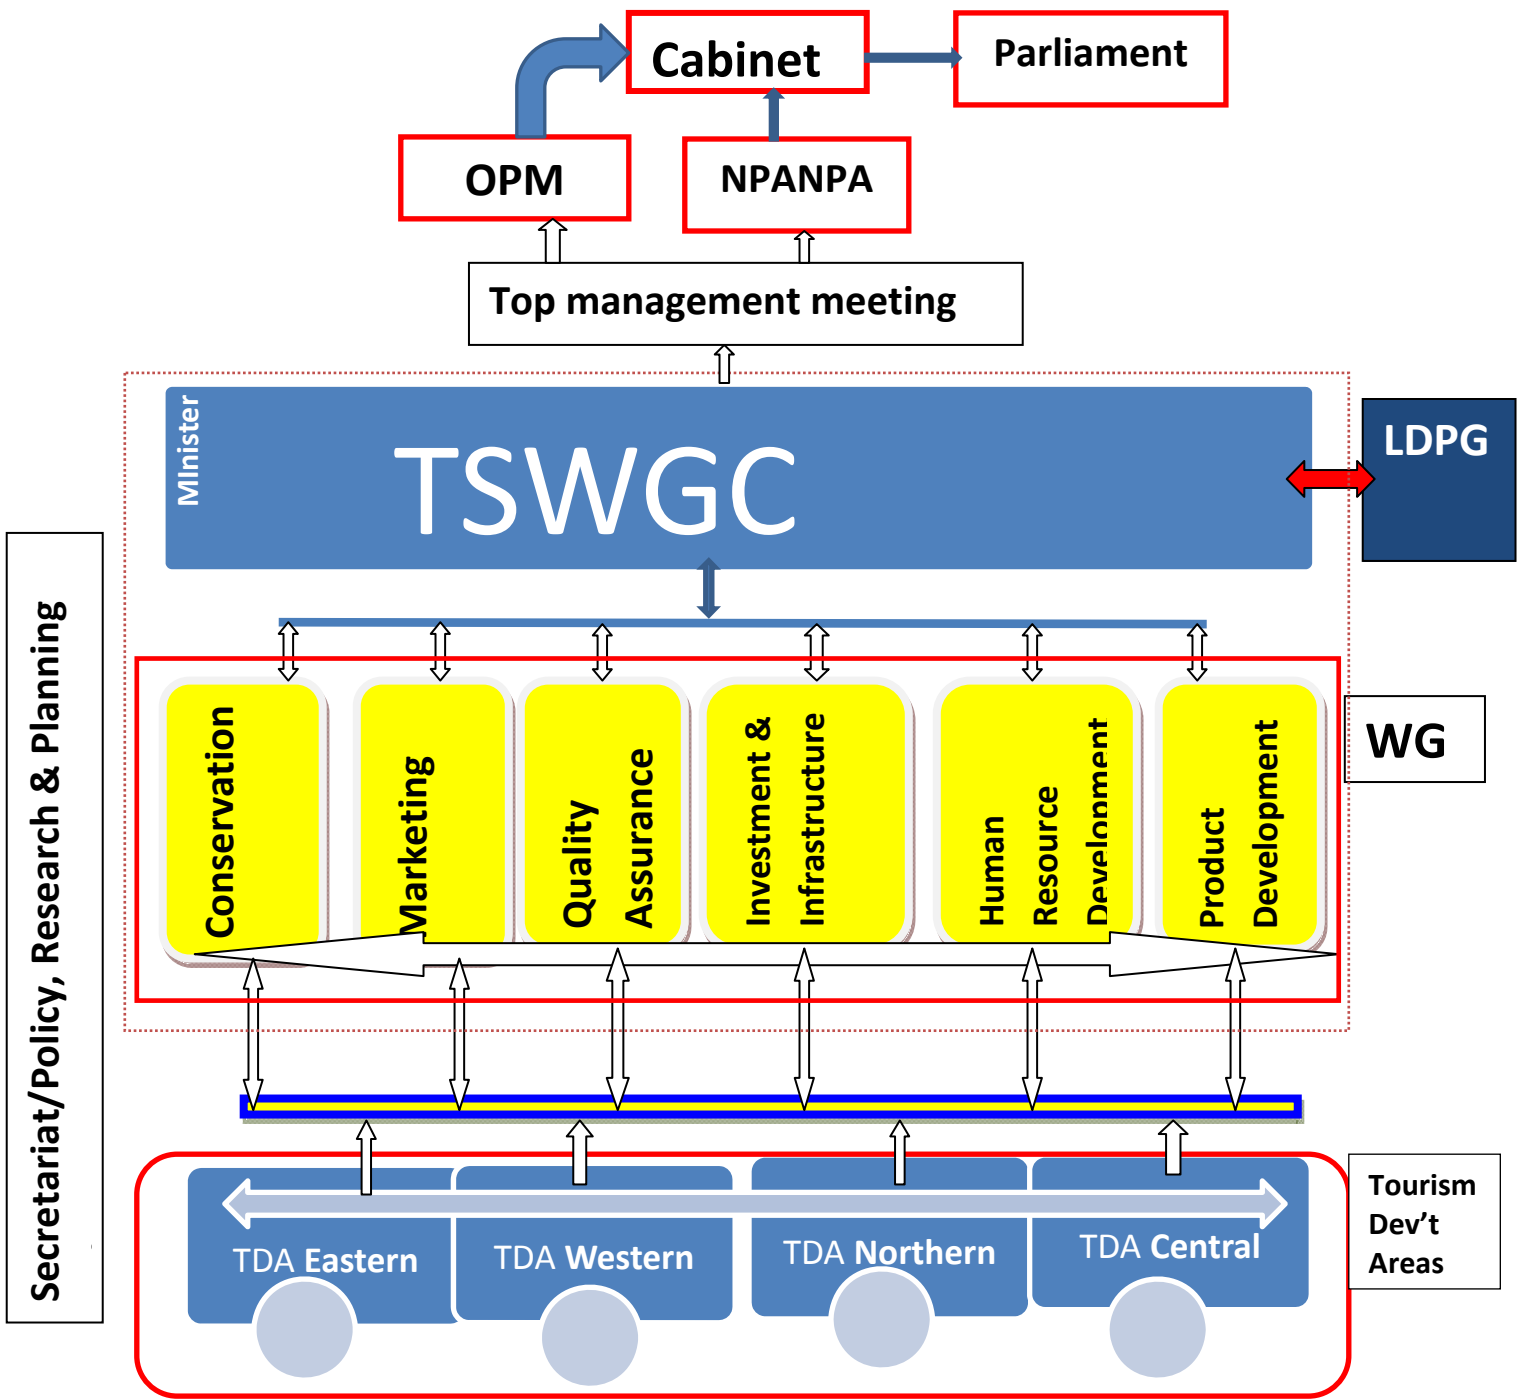 Cabinet
Parliament
OPM
NPANPA
Top management meeting
MInister
TSWGC
LDPG
Secretariat/Policy, Research & Planning
Conservation
Marketing
Quality
Assurance
Investment &
Infrastructure
Human
Resource
Development
Product
Development
WG
TDA Eastern
TDA Western
TDA Northern
TDA Central
Tourism
Dev’t
Areas